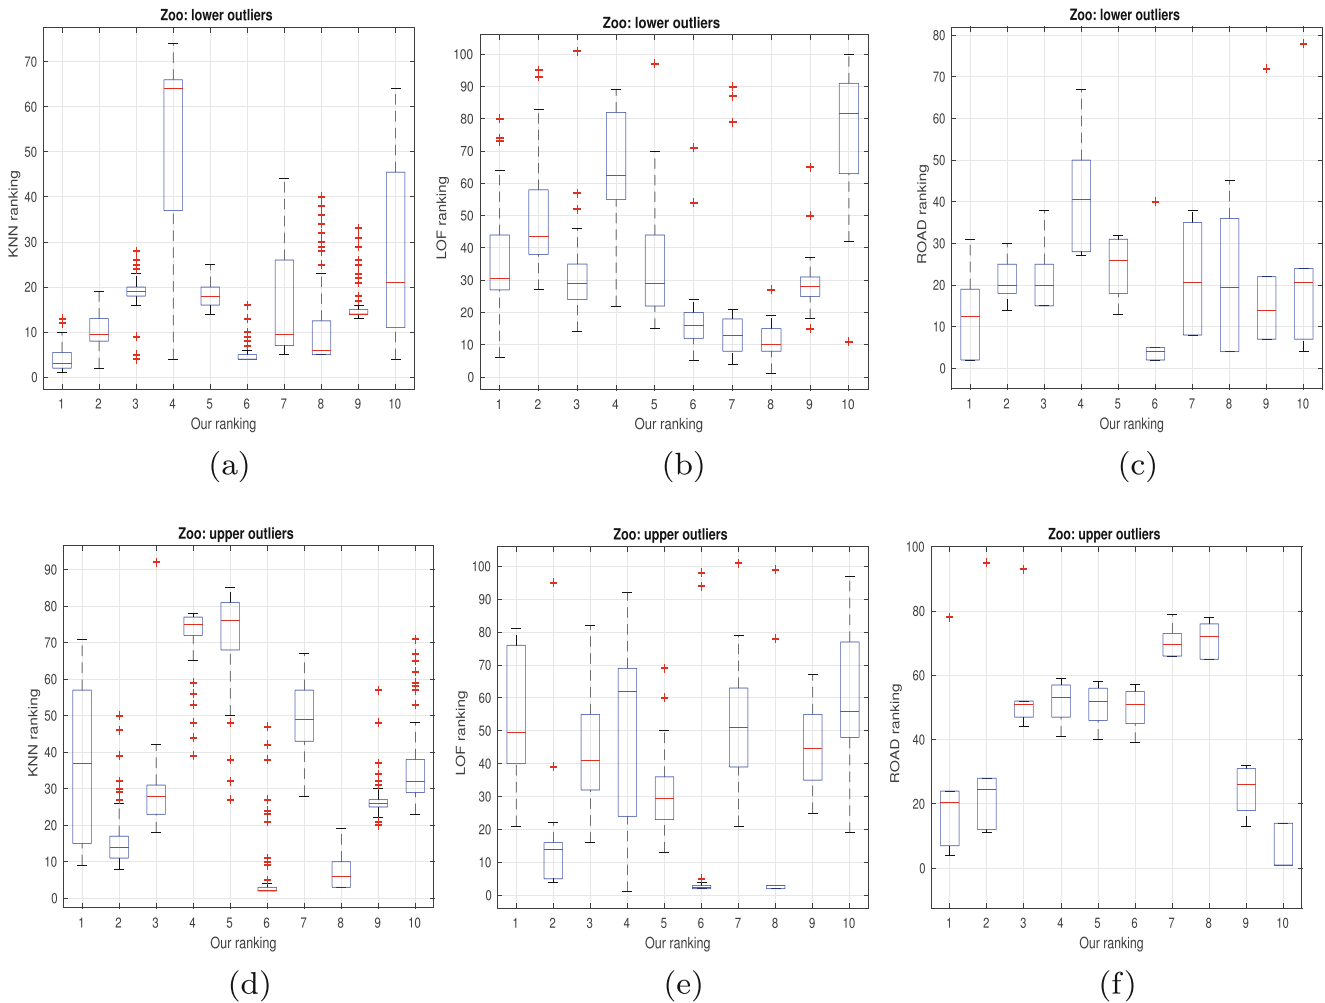 Zoo: lower outliers
KNN ranking
70
60
50
40
30
20
10
0
1 2 3 4 5 6 7 8 9 10
Our ranking
(a)
Zoo: lower outliers
LOF ranking
100
90
80
70
60
50
40
30
20
10
0
1 2 3 4 5 6 7 8 9 10
Our ranking
(b)
Zoo: lower outliers
ROAD ranking
80
70
60
50
40
30
20
10
0
1 2 3 4 5 6 7 8 9 10
Our ranking
(c)
Zoo: upper outliers
KNN ranking
90
80
70
60
50
40
30
20
10
0
1 2 3 4 5 6 7 8 9 10
Our ranking
(d)
Zoo: upper outliers
LOF ranking
100
90
80
70
60
50
40
30
20
10
0
1 2 3 4 5 6 7 8 9 10
Our ranking
(e)
Zoo: upper outliers
ROAD ranking
100
80
60
40
20
0
1 2 3 4 5 6 7 8 9 10
Our ranking
(f)